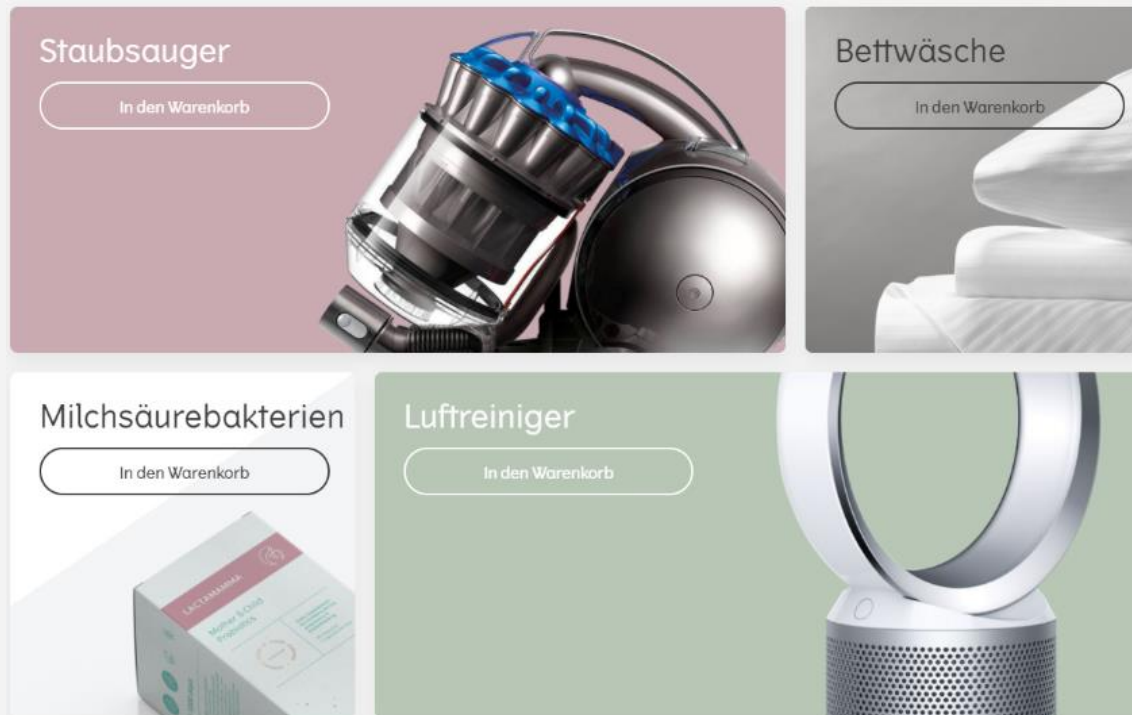 Staubsauger
In den Warenkorb
Bettwäsche
In den Warenkorb
Milchsäurebakterien
In den Warenkorb
LACTAMAMMA
Mother & Child
Probiotics
Luftreiniger
In den Warenkorb